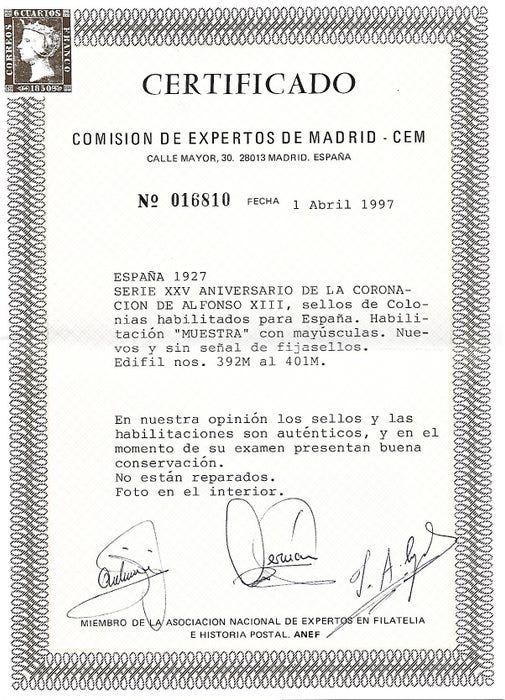 6 CUARTOS
CORREOS
FRANCO
1850
CERTIFICADO
COMISION DE EXPERTOS DE MADRID - CEM
CALLE MAYOR, 30. 28013 MADRID. ESPAÑA
Nº 016810 FECHA 1 Abril 1997
ESPAÑA 1927
SERIE XXV ANIVERSARIO DE LA CORONA-
CION DE ALFONSO XIII, sellos de Colo-
nias habilitados para España. Habili-
tación "MUESTRA" con mayúsculas. Nue-
vos y sin señal de fijasellos.
Edifil nos. 392M al 401M.
En nuestra opinión los sellos y las
habilitaciones son auténticos, y en el
momento de su examen presentan buena
conservación.
No están reparados.
Foto en el interior.
MIEMBRO DE LA ASOCIACION NACIONAL DE EXPERTOS EN FILATELIA
E HISTORIA POSTAL. ANEF